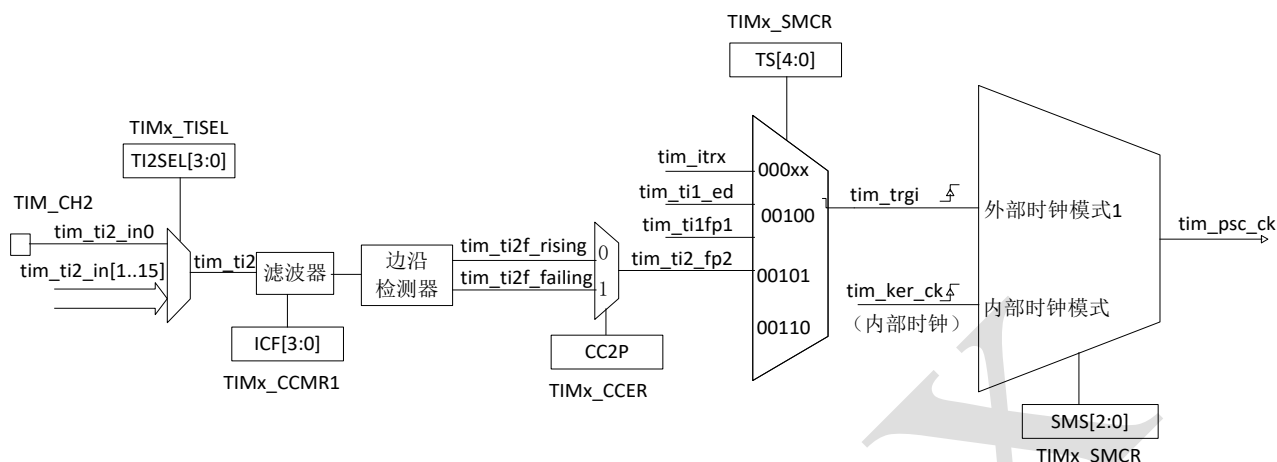 TIMx_SMCR
TS[4:0]
TIMx_TISEL
TI2SEL[3:0]
TIM_CH2
tim_ti2_in0
tim_ti2_in[1..15]
tim_ti2
滤波器
ICF[3:0]
TIMx_CCMR1
边沿
检测器
tim_ti2f_rising
tim_ti2f_failing
0
1
CC2P
TIMx_CCER
tim_itrx
tim_ti1_ed
tim_ti1fp1
tim_ti2_fp2
000xx
00100
00101
00110
tim_trgi
外部时钟模式1
tim_ker_ck
（内部时钟）
内部时钟模式
tim_psc_ck
SMS[2:0]
TIMx_SMCR